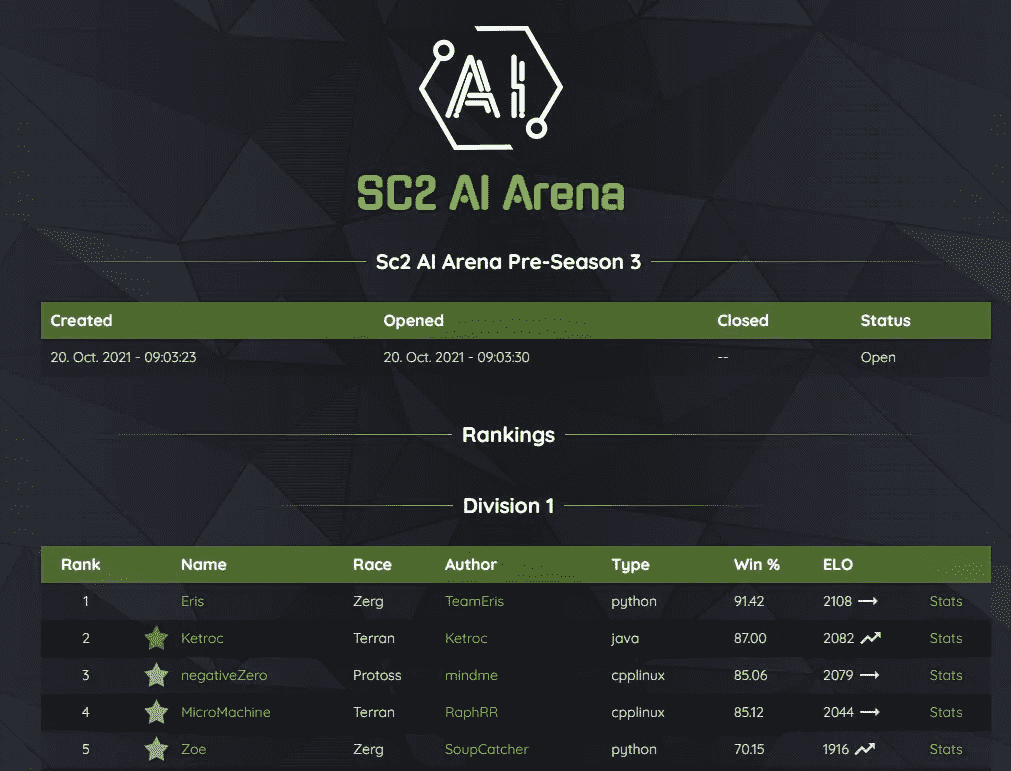 AI
SC2 AI Arena
Sc2 AI Arena Pre-Season 3
Created Opened Closed Status
20. Oct. 2021 - 09:03:23 20. Oct. 2021 - 09:03:30 -- Open
Rankings
Division 1
Rank Name Race Author Type Win % ELO
1 Eris Zerg TeamEris python 91.42 2108 Stats
2 Ketroc Terran Ketroc java 87.00 2082 Stats
3 negativeZero Protoss mindme cpplinux 85.06 2079 Stats
4 MicroMachine Terran RaphRR cpplinux 85.12 2044 Stats
5 Zoe Zerg SoupCatcher python 70.15 1916 Stats